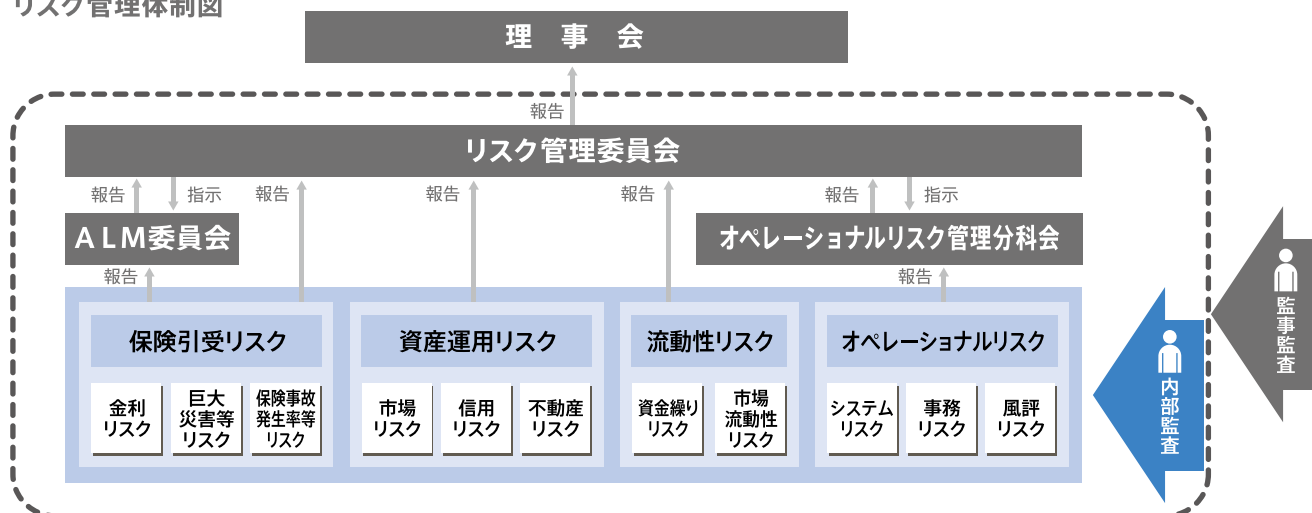 リスク管理体制図
理 事 会
報告
リスク管理委員会
報告
指示
報告
報告
報告
報告
指示
ALM委員会
オペレーショナルリスク管理分科会
報告
報告
保険引受リスク
資産運用リスク
流動性リスク
オペレーショナルリスク
金利
リスク
巨大
災害等
リスク
保険事故
発生率等
リスク
市場
リスク
信用
リスク
不動産
リスク
資金繰り
リスク
市場
流動性
リスク
システム
リスク
事務
リスク
風評
リスク
内部監査
監事監査